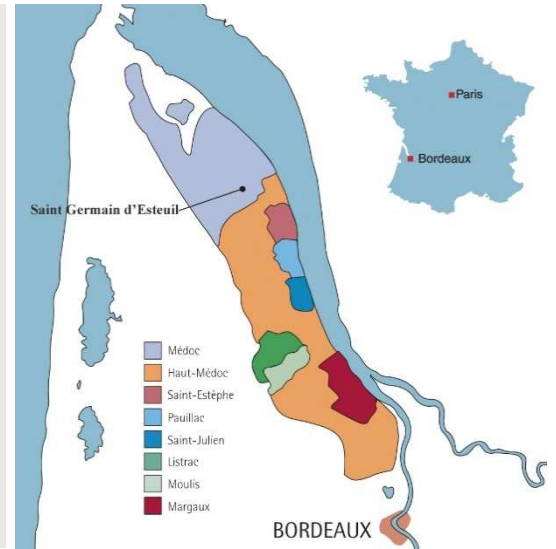 Paris
Bordeaux
Saint Germain d'Esteuil
Médoc
Haut-Médoc
Saint-Estèphe
Pauillac
Saint-Julien
Listrac
Moulis
Margaux
BORDEAUX